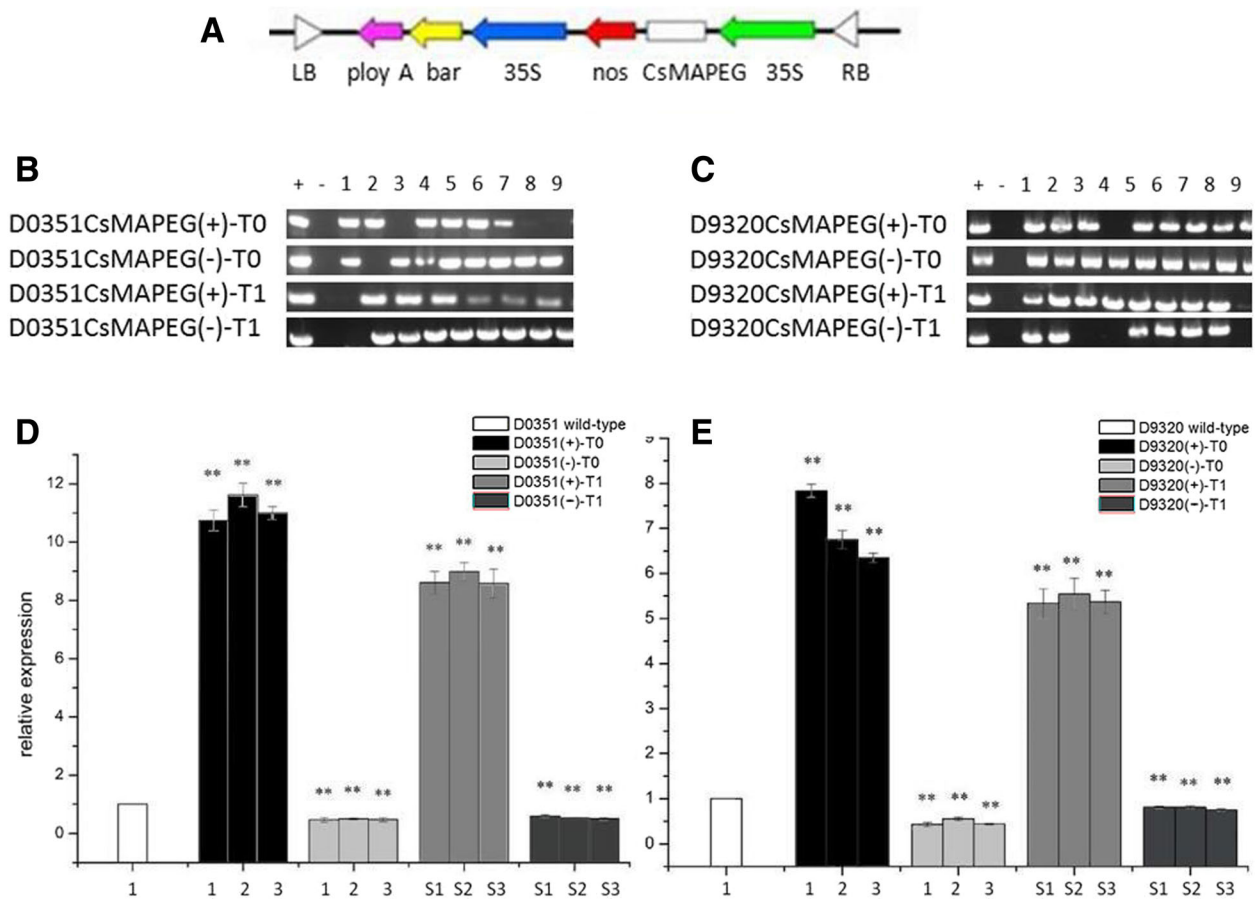 A
LB ploy A bar 35S nos CsMAPEG 35S RB
B
+ - 1 2 3 4 5 6 7 8 9
D0351CsMAPEG(+)-T0
D0351CsMAPEG(-)-T0
D0351CsMAPEG(+)-T1
D0351CsMAPEG(-)-T1
C
+ - 1 2 3 4 5 6 7 8 9
D9320CsMAPEG(+)-T0
D9320CsMAPEG(-)-T0
D9320CsMAPEG(+)-T1
D9320CsMAPEG(-)-T1
D
D0351 wild-type
D0351(+)-T0
D0351(-)-T0
D0351(+)-T1
D0351(−)-T1
relative expression
12
10
8
6
4
2
0
** ** **
** ** **
** ** **
** ** **
1 1 2 3 1 2 3 S1 S2 S3 S1 S2 S3
E
D9320 wild-type
D9320(+)-T0
D9320(-)-T0
D9320(+)-T1
D9320(−)-T1
9
8
7
6
5
4
3
2
1
0
** ** **
** ** **
** ** **
** ** **
1 1 2 3 1 2 3 S1 S2 S3 S1 S2 S3